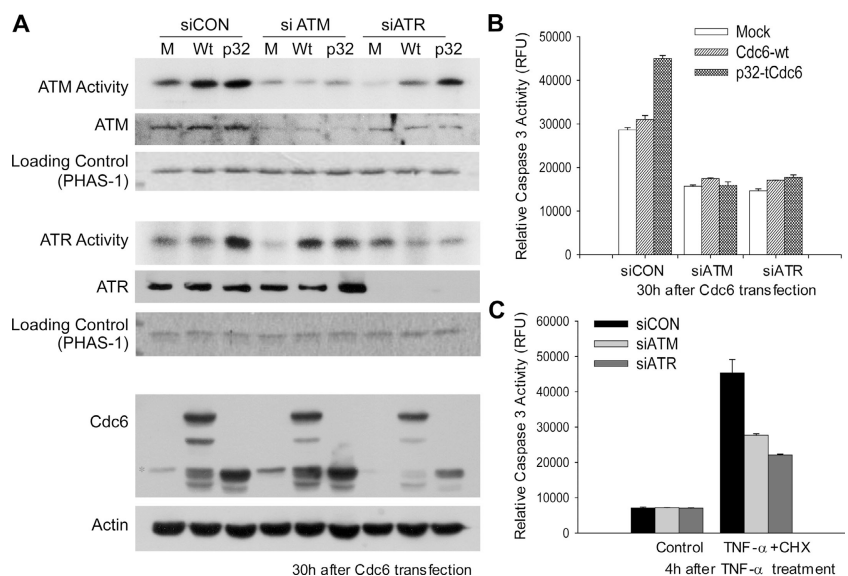 A
siCON
si ATM
siATR
M Wt p32 M Wt p32 M Wt p32
ATM Activity
ATM
Loading Control
(PHAS-1)
ATR Activity
ATR
Loading Control
(PHAS-1)
Cdc6
Actin
30h after Cdc6 transfection
B
Relative Caspase 3 Activity (RFU)
50000
40000
30000
20000
10000
0
Mock
Cdc6-wt
p32-tCdc6
siCON siATM siATR
30h after Cdc6 transfection
C
Relative Caspase 3 Activity (RFU)
60000
50000
40000
30000
20000
10000
0
siCON
siATM
siATR
Control TNF-α+CHX
4h after TNF-α treatment